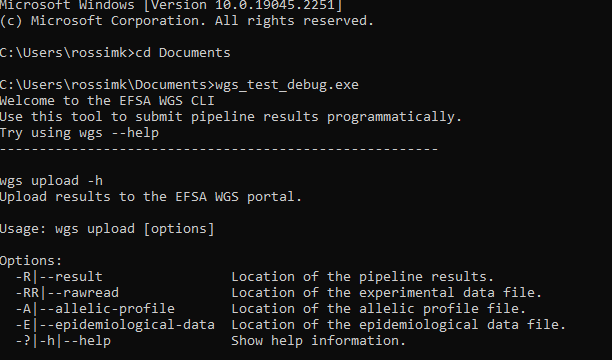 Microsoft Windows [Version 10.0.19045.2251]
(c) Microsoft Corporation. All rights reserved.
C:\Users\rossimk>cd Documents
C:\Users\rossimk\Documents>wgs_test_debug.exe
Welcome to the EFSA WGS CLI
Use this tool to submit pipeline results programmatically.
Try using wgs --help
-------------------------------------------------------
wgs upload -h
Upload results to the EFSA WGS portal.
Usage: wgs upload [options]
Options:
-R|--result Location of the pipeline results.
-RR|--rawread Location of the experimental data file.
-A|--allelic-profile Location of the allelic profile file.
-E|--epidemiological-data Location of the epidemiological data file.
-?|-h|--help Show help information.